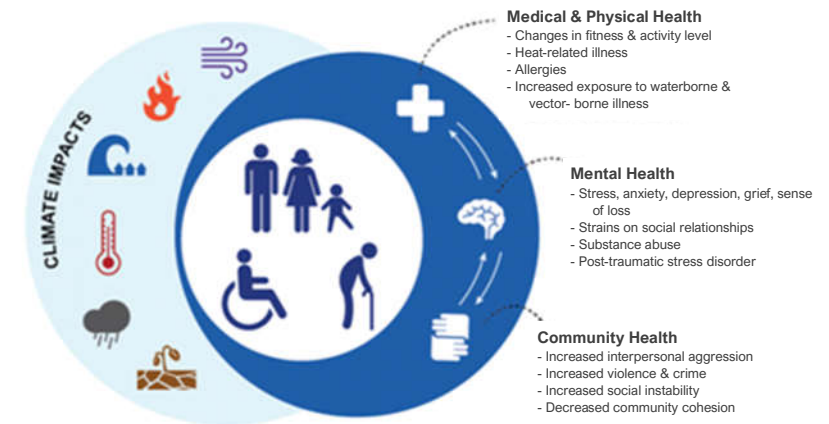 CLIMATE IMPACTS
Medical & Physical Health
- Changes in fitness & activity level
- Heat-related illness
- Allergies
- Increased exposure to waterborne &
vector- borne illness
Mental Health
- Stress, anxiety, depression, grief, sense
of loss
- Strains on social relationships
- Substance abuse
- Post-traumatic stress disorder
Community Health
- Increased interpersonal aggression
- Increased violence & crime
- Increased social instability
- Decreased community cohesion